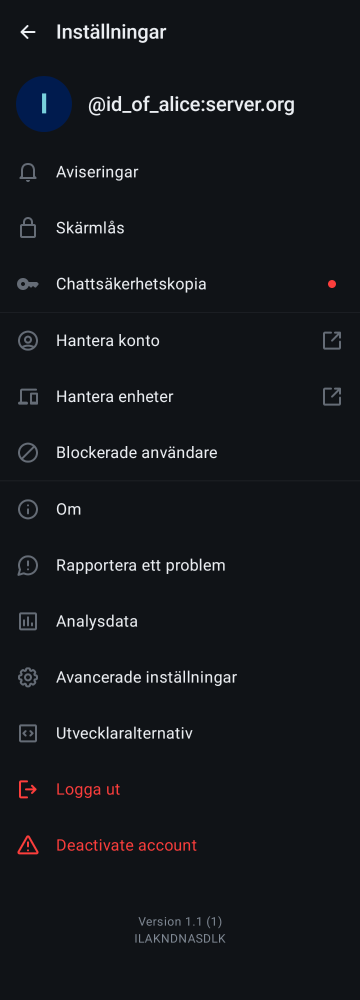 Inställningar
I
@id_of_alice:server.org
Aviseringar
Skärmlås
Chattsäkerhetskopia
Hantera konto
Hantera enheter
Blockerade användare
Om
Rapportera ett problem
Analysdata
Avancerade inställningar
Utvecklaralternativ
Logga ut
Deactivate account
Version 1.1 (1)
ILAKNDNASDLK